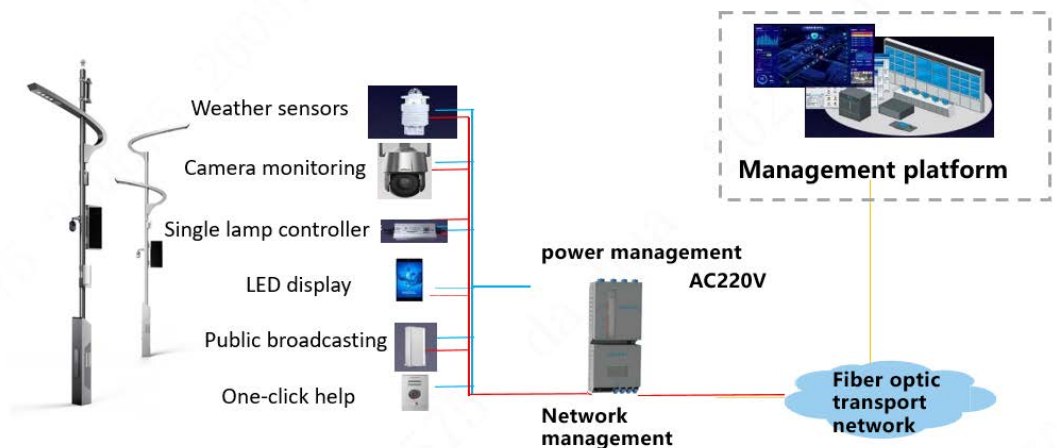 Weather sensors
Camera monitoring
Single lamp controller
LED display
Public broadcasting
One-click help
power management
AC220V
Network
management
Management platform
Fiber optic
transport
network